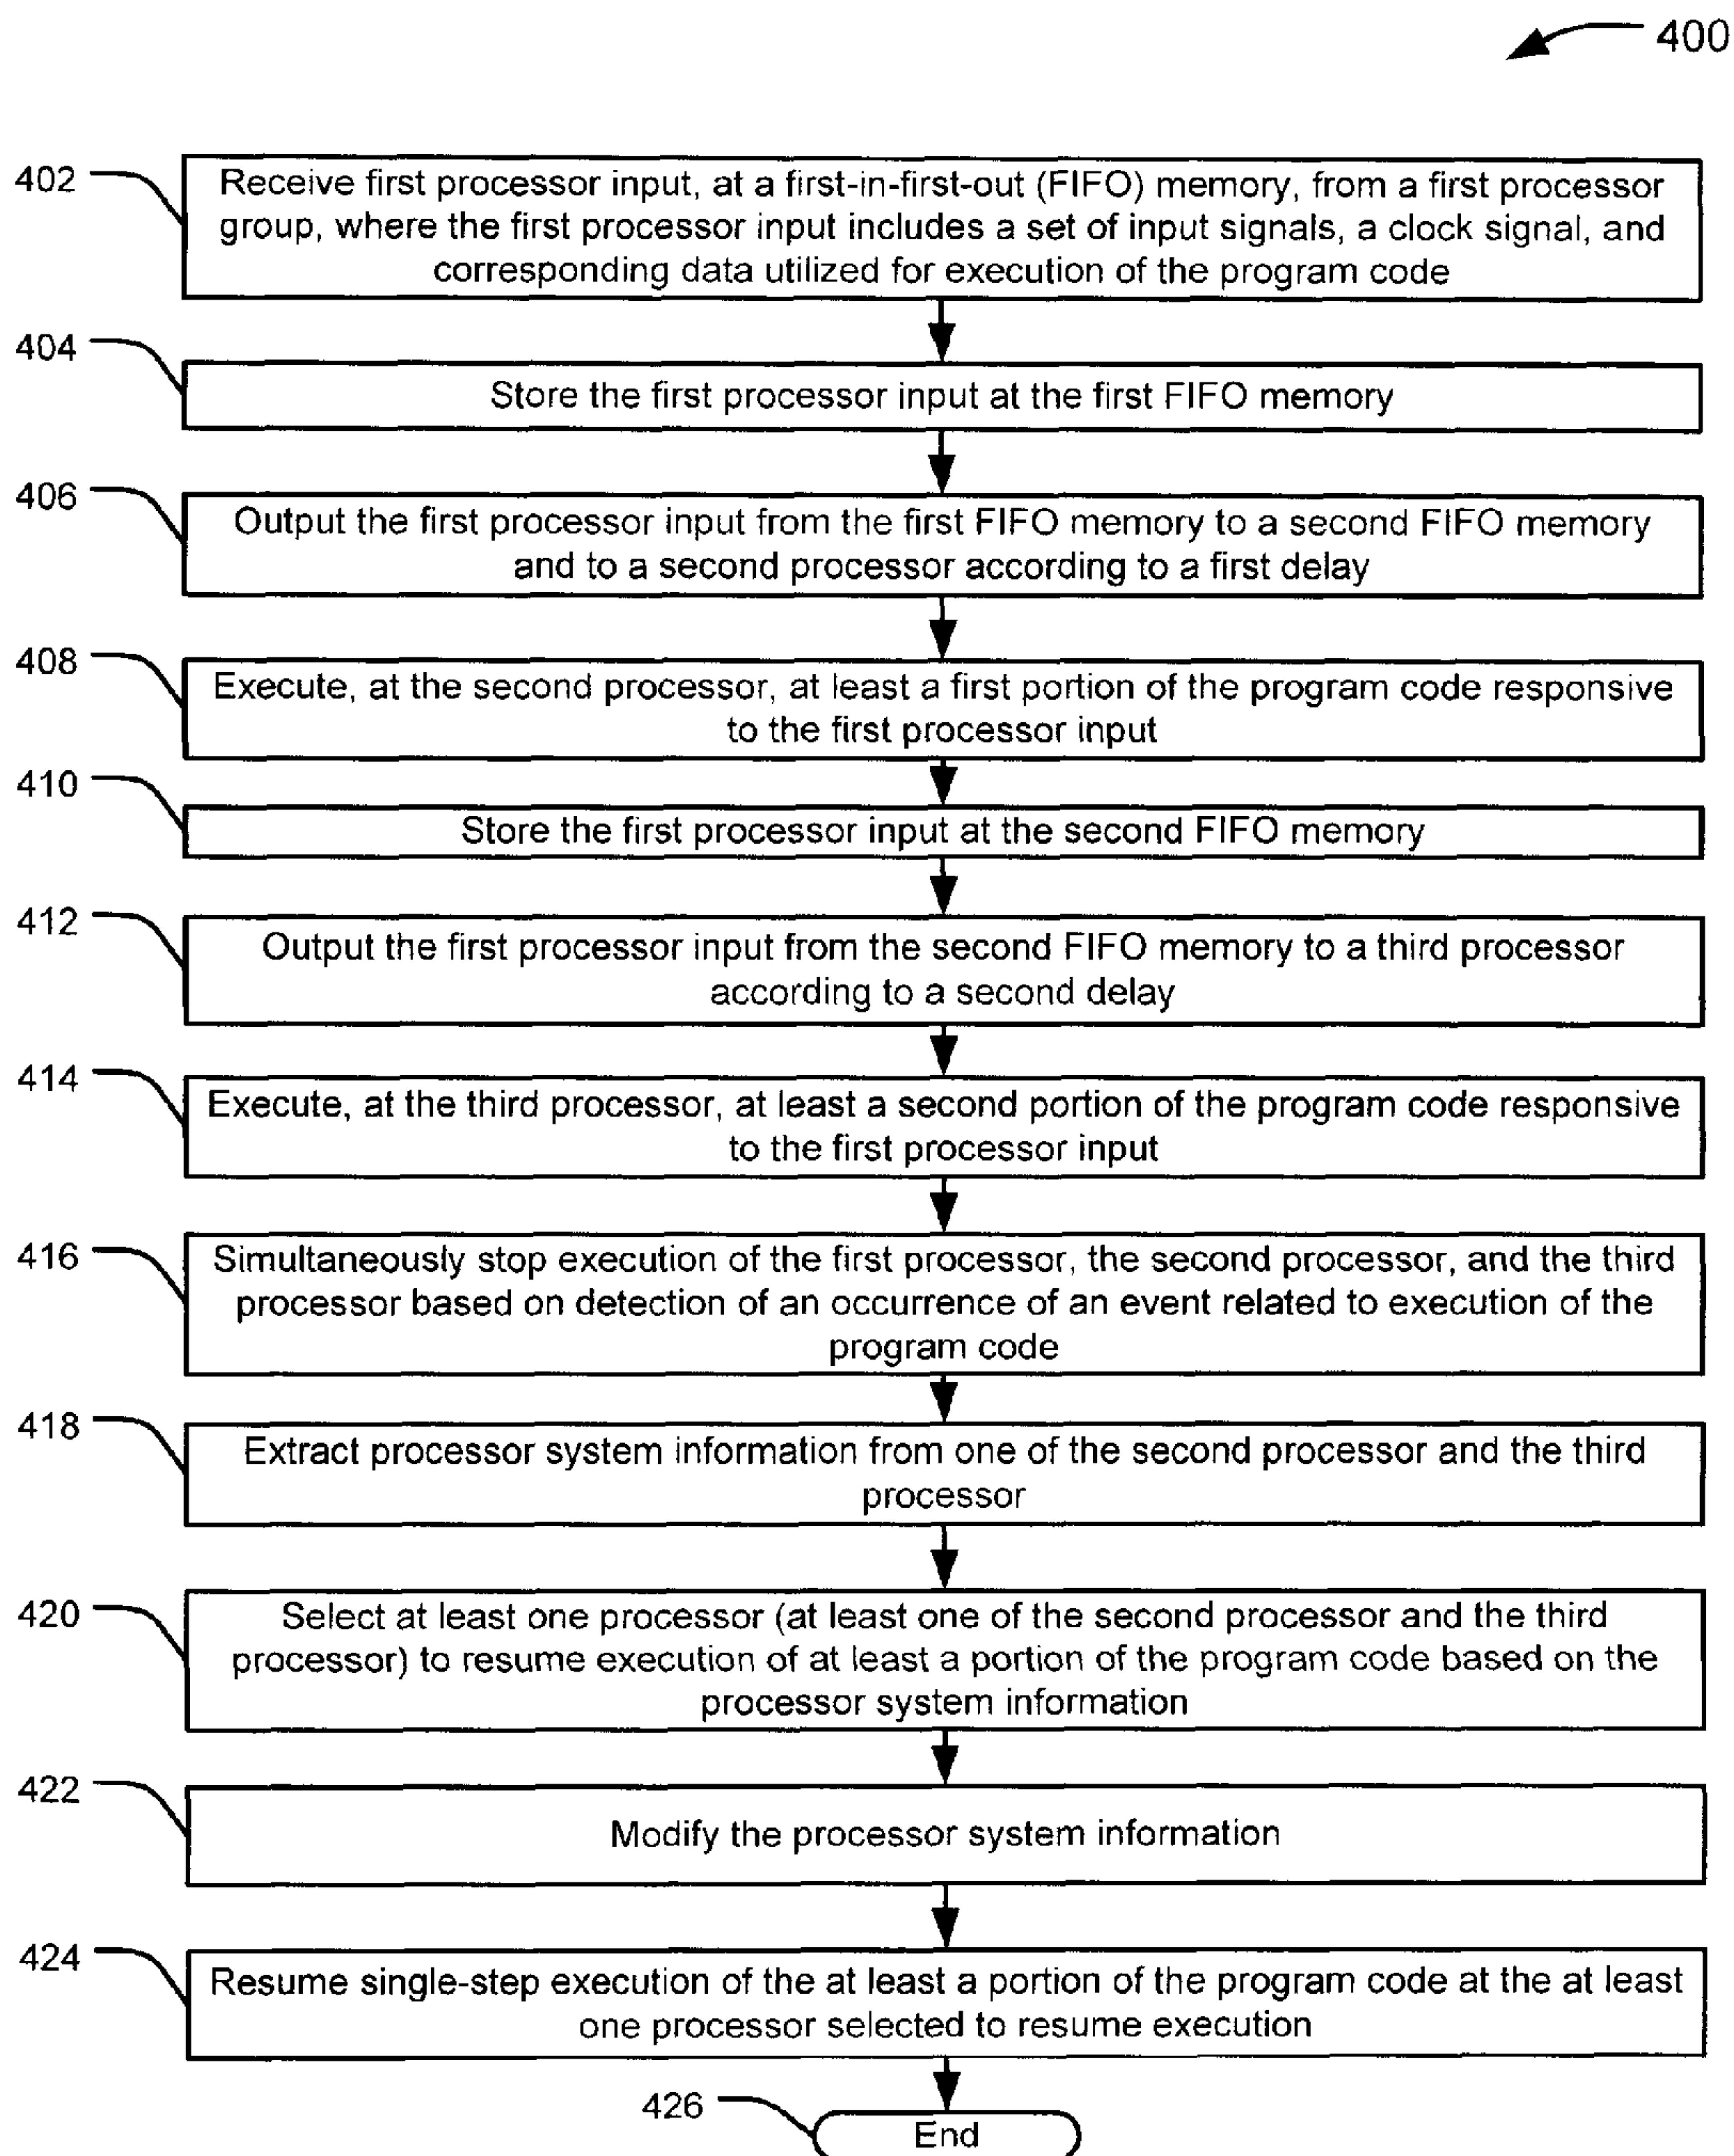 400
402
Receive first processor input, at a first-in-first-out (FIFO) memory, from a first processor
group, where the first processor input includes a set of input signals, a clock signal, and
corresponding data utilized for execution of the program code
404
Store the first processor input at the first FIFO memory
406
Output the first processor input from the first FIFO memory to a second FIFO memory
and to a second processor according to a first delay
408
Execute, at the second processor, at least a first portion of the program code responsive
to the first processor input
410
Store the first processor input at the second FIFO memory
412
Output the first processor input from the second FIFO memory to a third processor
according to a second delay
414
Execute, at the third processor, at least a second portion of the program code responsive
to the first processor input
416
Simultaneously stop execution of the first processor, the second processor, and the third
processor based on detection of an occurrence of an event related to execution of the
program code
418
Extract processor system information from one of the second processor and the third
processor
420
Select at least one processor (at least one of the second processor and the third
processor) to resume execution of at least a portion of the program code based on the
processor system information
422
Modify the processor system information
424
Resume single-step execution of the at least a portion of the program code at the at least
one processor selected to resume execution
426
End